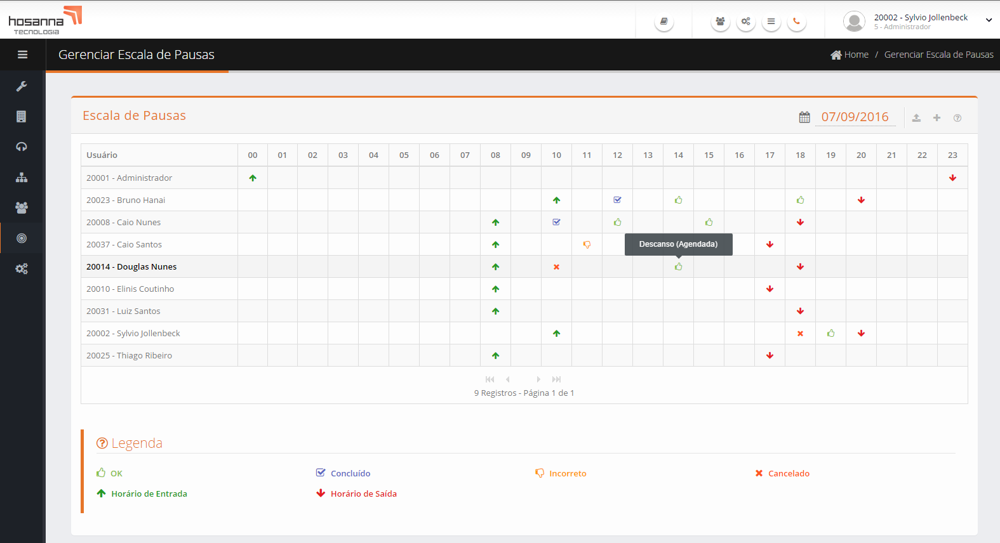 hosanna
TECNOLOGIA
20002 - Sylvio Jollenbeck
5 - Administrador
Gerenciar Escala de Pausas
Home / Gerenciar Escala de Pausas
Escala de Pausas
07/09/2016
Usuário 00 01 02 03 04 05 06 07 08 09 10 11 12 13 14 15 16 17 18 19 20 21 22 23
20001 - Administrador
20023 - Bruno Hanai
20008 - Caio Nunes
20037 - Caio Santos
Descanso (Agendada)
20014 - Douglas Nunes
20010 - Elinis Coutinho
20031 - Luiz Santos
20002 - Sylvio Jollenbeck
20025 - Thiago Ribeiro
9 Registros - Página 1 de 1
Legenda
OK Concluído Incorreto Cancelado
Horário de Entrada Horário de Saída